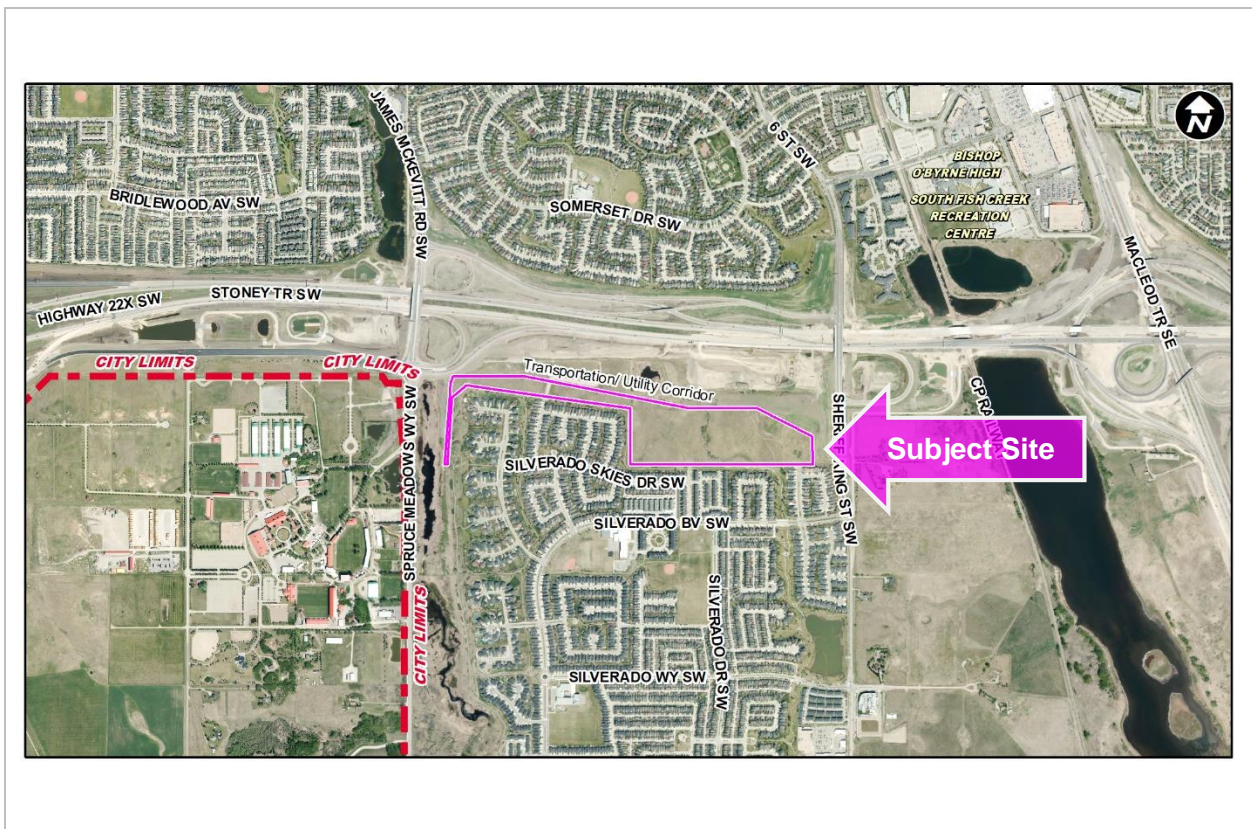 N
JAMES MCKEVITT RD SW
6 ST SW
BISHOP
O'BYRNE HIGH
BRIDLEWOOD AV SW
SOMERSET DR SW
SOUTH FISH CREEK
RECREATION
CENTRE
MACLEOD TR SE
HIGHWAY 22X SW
STONEY TR SW
CITY LIMITS
CITY LIMITS
Transportation/ Utility Corridor
SPRUCE MEADOWS WY SW
ST SW
CP
Subject Site
SILVERADO SKIES DR SW
SILVERADO BV SW
CITY LIMITS
SILVERADO DR SW
SILVERADO WY SW